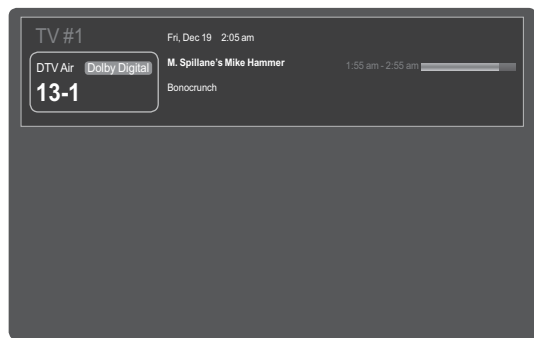 TV #1
Fri, Dec 19 2:05 am
DTV Air Dolby Digital
M. Spillane's Mike Hammer
1:55 am - 2:55 am
13-1
Bonocrunch